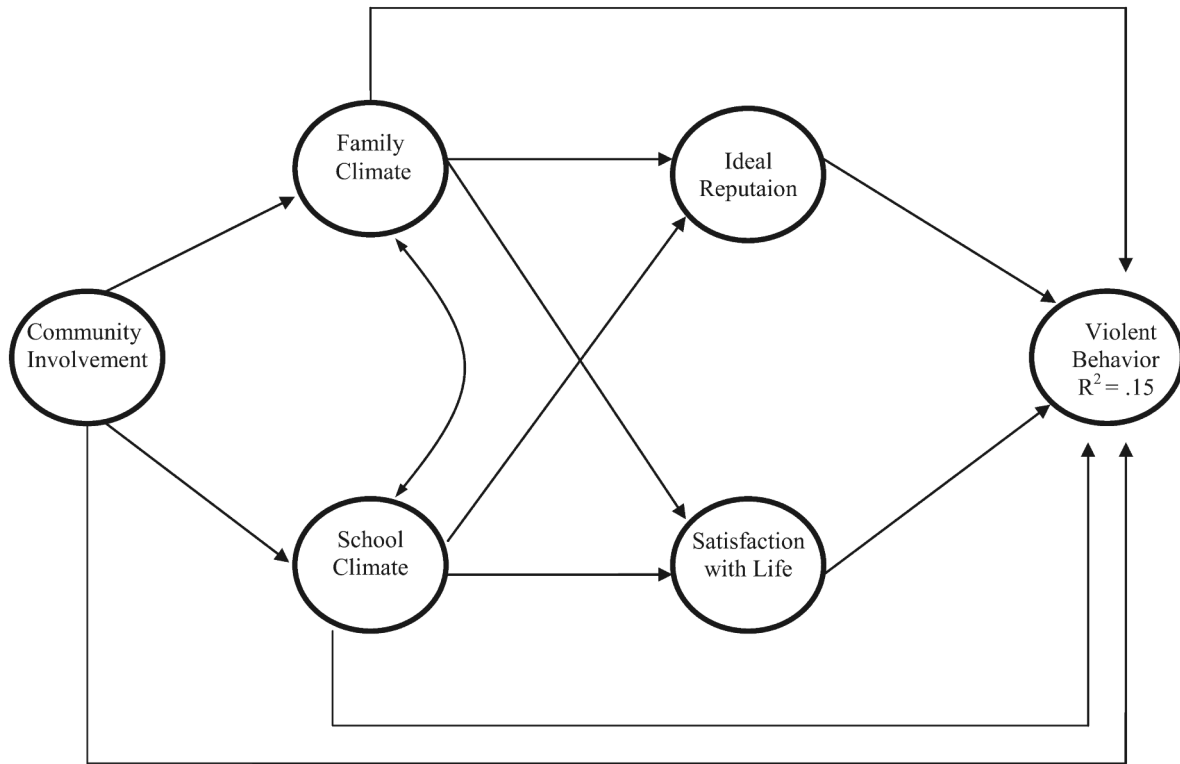 Family
Climate
Ideal
Reputaion
Community
Involvement
Violent
Behavior
R² = .15
School
Climate
Satisfaction
with Life